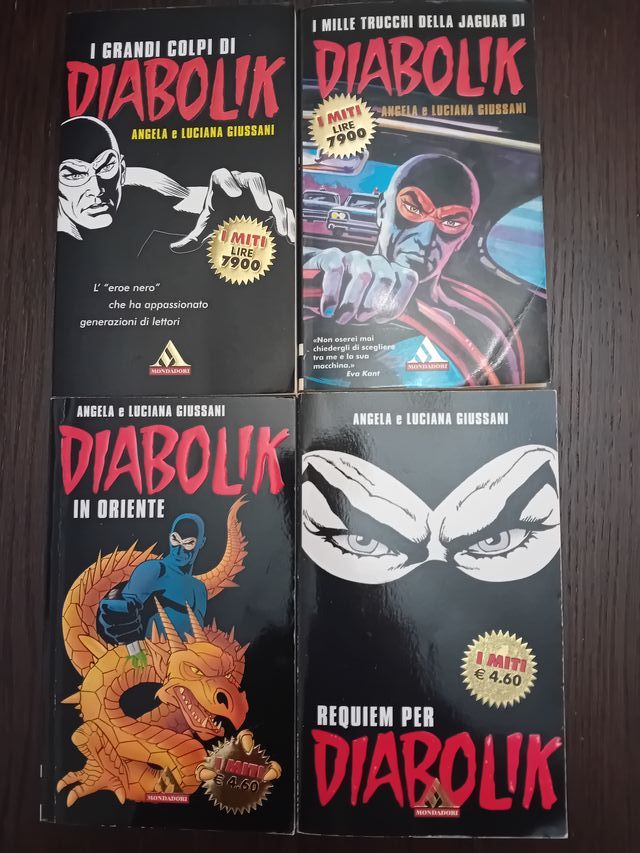 I GRANDI COLPI DI
DIABOLIK
ANGELA e LUCIANA GIUSSANI
I MITI
LIRE
7900
L' "eroe nero"
che ha appassionato
generazioni di lettori
MONDADORI
I MILLE TRUCCHI DELLA JAGUAR DI
DIABOLIK
ANGELA e LUCIANA GIUSSANI
I MITI
LIRE
7900
«Non oserei mai
chiedergli di scegliere
tra me e la sua
macchina.»
Eva Kant
MONDADORI
ANGELA e LUCIANA GIUSSANI
DIABOLIK
IN ORIENTE
I MITI
€ 4.60
MONDADORI
ANGELA e LUCIANA GIUSSANI
I MITI
€ 4.60
REQUIEM PER
DIABOLIK
MONDADORI